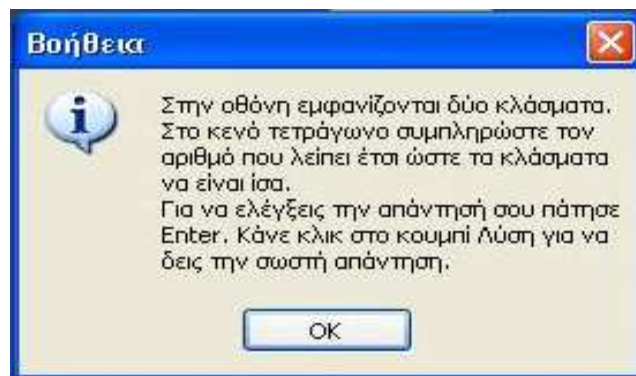 Βοήθεια
Στην οθόνη εμφανίζονται δύο κλάσματα.
Στο κενό τετράγωνο συμπληρώστε τον
αριθμό που λείπει έτσι ώστε τα κλάσματα
να είναι ίσα.
Για να ελέγξεις την απάντησή σου πάτησε
Enter. Κάνε κλικ στο κουμπί Λύση για να
δεις την σωστή απάντηση.
OK